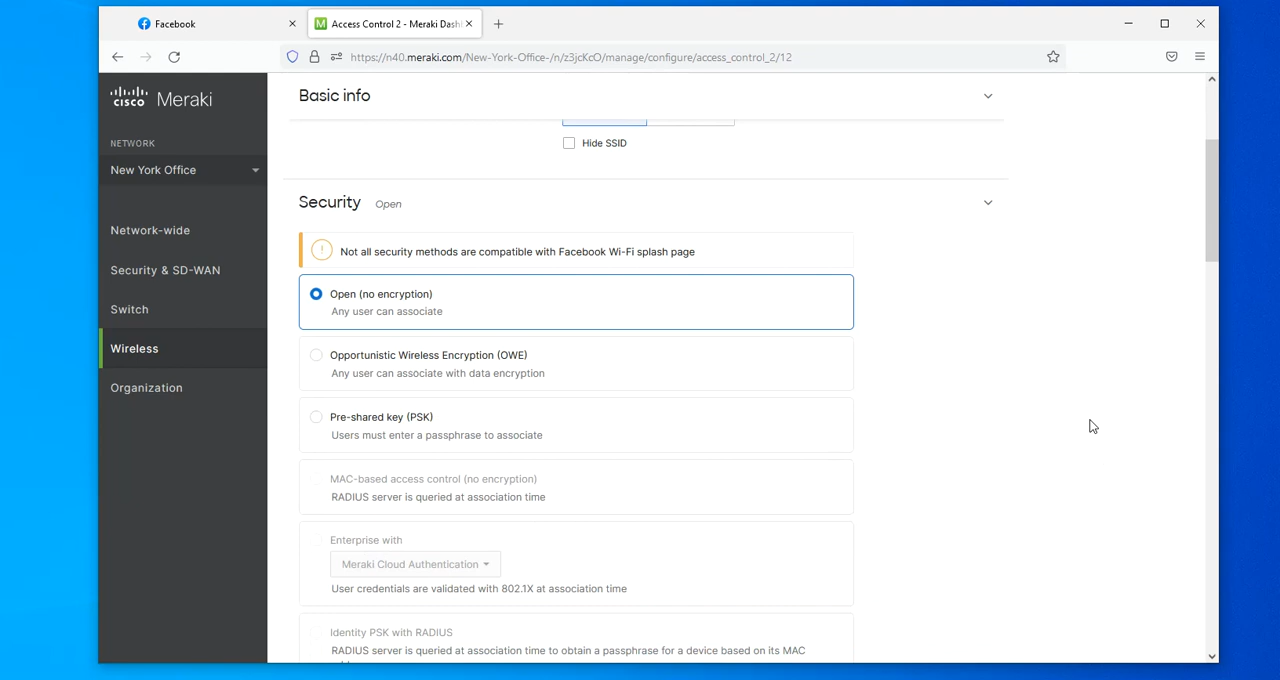 Facebook
Access Control 2 - Meraki Dash
https://n40.meraki.com/New-York-Office-/n/z3jcKcO/manage/configure/access_control_2/12
cisco Meraki
NETWORK
New York Office
Network-wide
Security & SD-WAN
Switch
Wireless
Organization
Basic info
Hide SSID
Security Open
Not all security methods are compatible with Facebook Wi-Fi splash page
Open (no encryption)
Any user can associate
Opportunistic Wireless Encryption (OWE)
Any user can associate with data encryption
Pre-shared key (PSK)
Users must enter a passphrase to associate
MAC-based access control (no encryption)
RADIUS server is queried at association time
Enterprise with
Meraki Cloud Authentication
User credentials are validated with 802.1X at association time
Identity PSK with RADIUS
RADIUS server is queried at association time to obtain a passphrase for a device based on its MAC